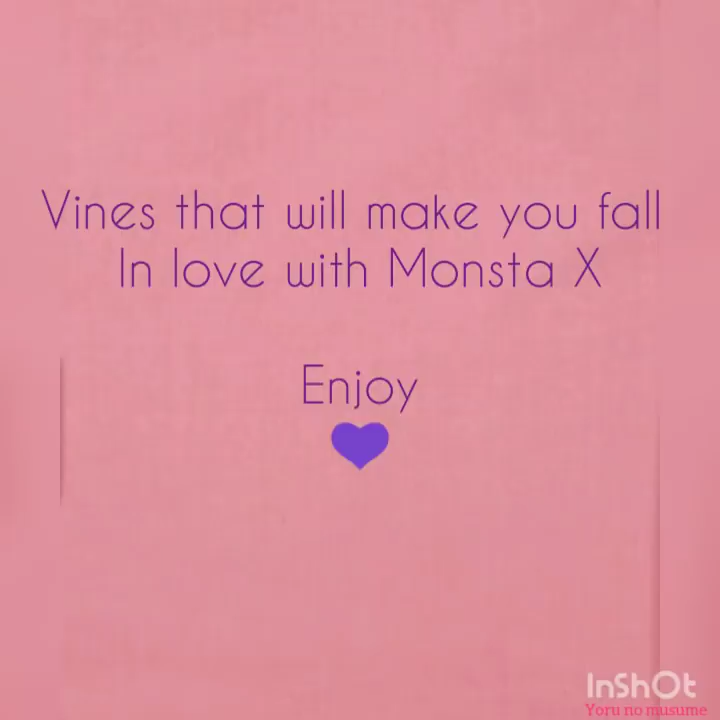 Vines that will make you fall
In love with Monsta X
Enjoy
InShOt
Yoru no musume